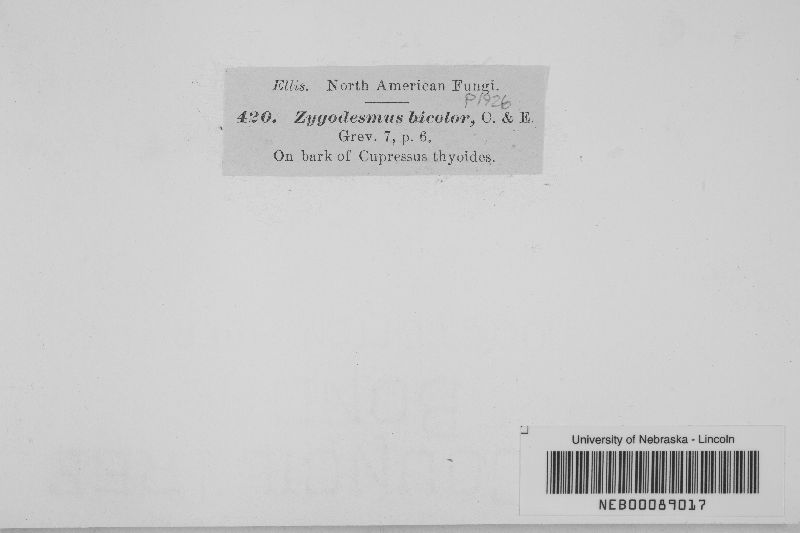 Ellis. North American Fungi.
P1926
420. Zygodesmus bicolor, C. & E.
Grev. 7, p. 6,
On bark of Cupressus thyoides.
University of Nebraska - Lincoln
NEB00089017